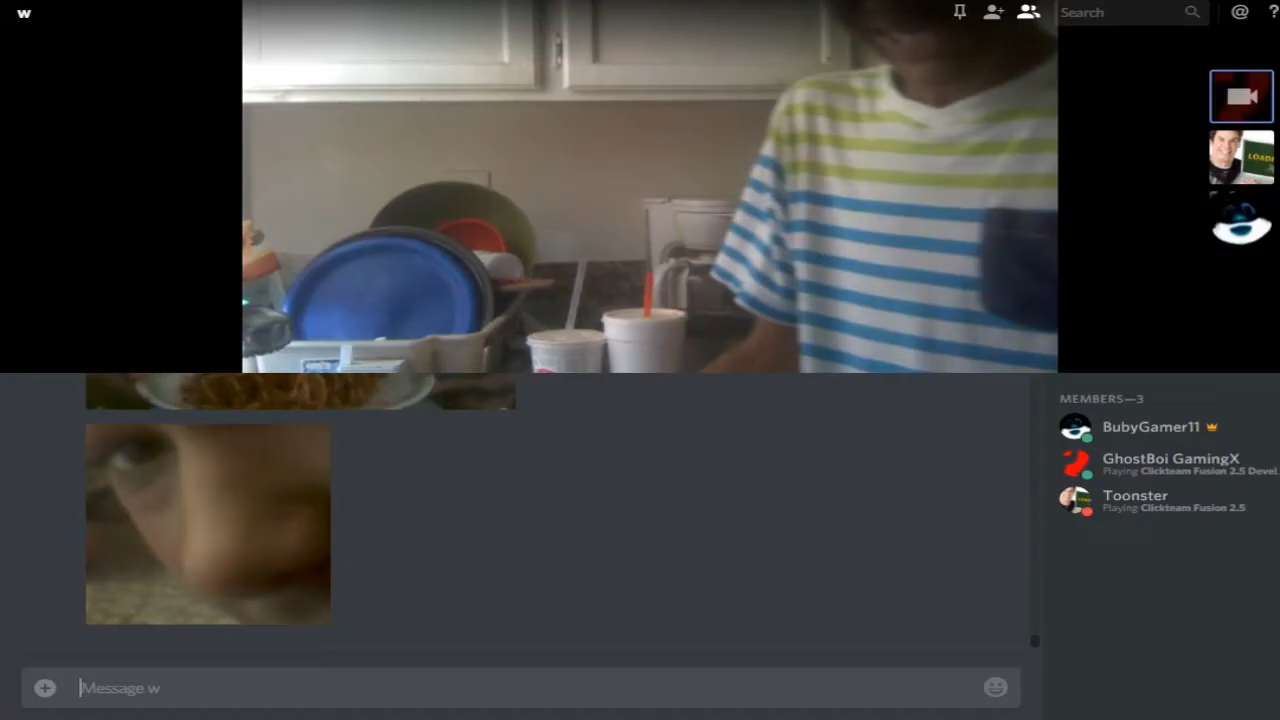 w
Search
@
?
LOADI
MEMBERS—3
BubyGamer11
GhostBoi GamingX
Playing Clickteam Fusion 2.5 Devel
Toonster
Playing Clickteam Fusion 2.5
Message w